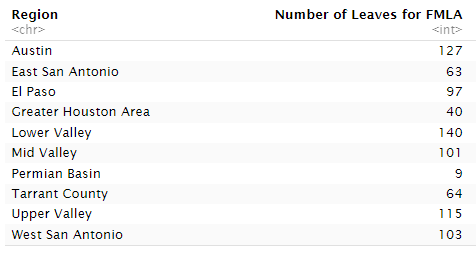 Region Number of Leaves for FMLA
<chr> <int>
Austin 127
East San Antonio 63
El Paso 97
Greater Houston Area 40
Lower Valley 140
Mid Valley 101
Permian Basin 9
Tarrant County 64
Upper Valley 115
West San Antonio 103